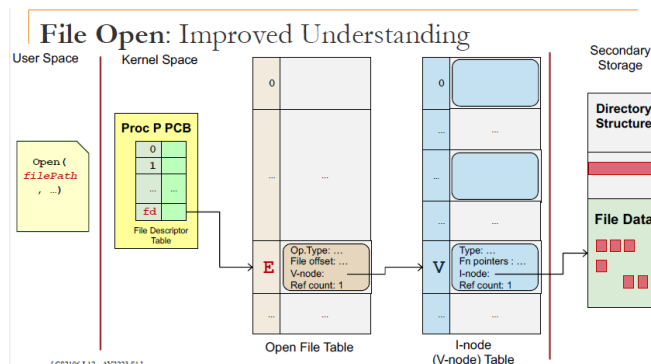 File Open: Improved Understanding
User Space
Kernel Space
Secondary
Storage
Open(
filePath
, …)
Proc P PCB
0
1
... ...
fd
File Descriptor
Table
0
...
... ...
... ...
E
Op.Type: ...
File offset: ...
V-node:
Ref count: 1
... ...
Open File Table
0
... ...
...
... ...
V
Type: ...
Fn pointers : ...
I-node:
Ref count: 1
... ...
I-node
(V-node) Table
Directory
Structure
File Data